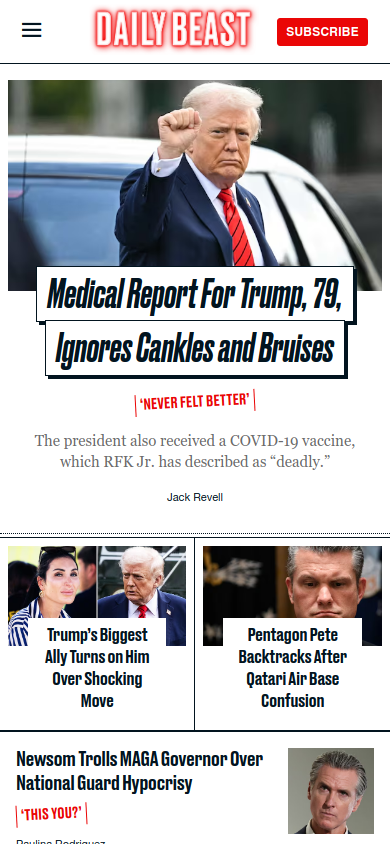 DAILY BEAST
SUBSCRIBE
Medical Report For Trump, 79,
Ignores Cankles and Bruises
‘NEVER FELT BETTER’
The president also received a COVID-19 vaccine,
which RFK Jr. has described as “deadly.”
Jack Revell
Trump’s Biggest
Ally Turns on Him
Over Shocking
Move
Pentagon Pete
Backtracks After
Qatari Air Base
Confusion
Newsom Trolls MAGA Governor Over
National Guard Hypocrisy
‘THIS YOU?’
Paulina Rodriguez